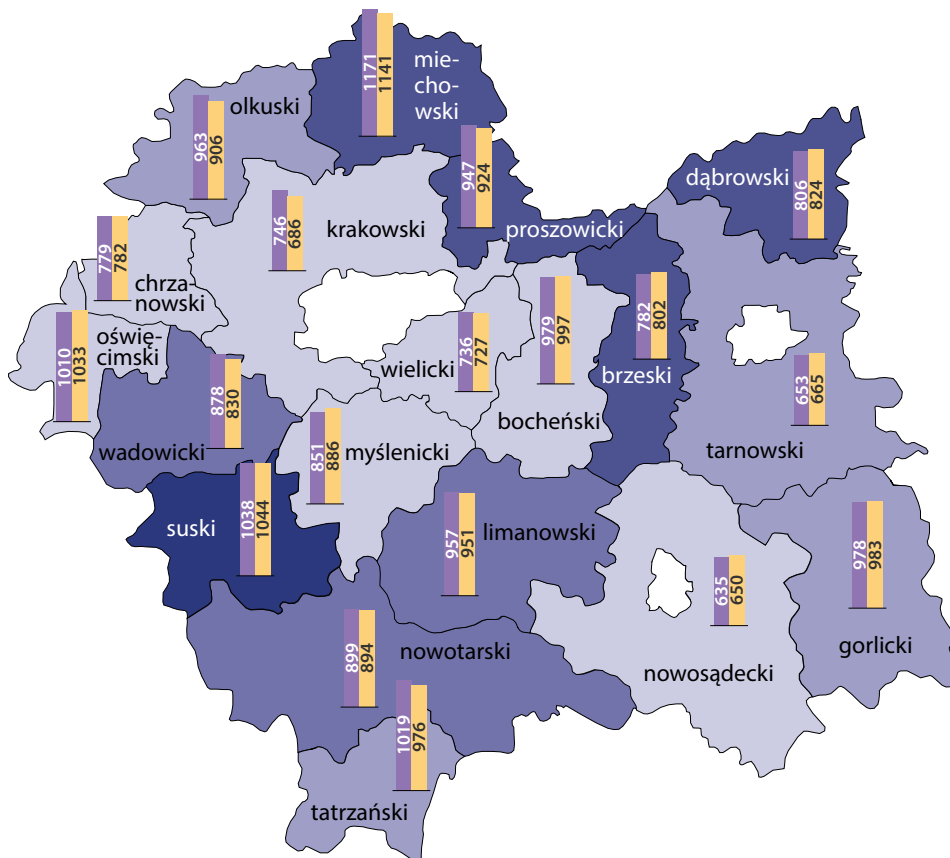 mie-
cho-
wski
1171
1141
olkuski
963
906
947
924
proszowicki
dąbrowski
806
824
krakowski
746
686
chrza-
nowski
779
782
oświę-
cimski
1010
1033
wielicki
736
727
bocheński
979
997
brzeski
782
802
tarnowski
653
665
wadowicki
878
830
myślenicki
851
886
suski
1038
1044
limanowski
957
951
nowosądecki
635
650
gorlicki
978
983
nowotarski
899
894
tatrzański
1019
976